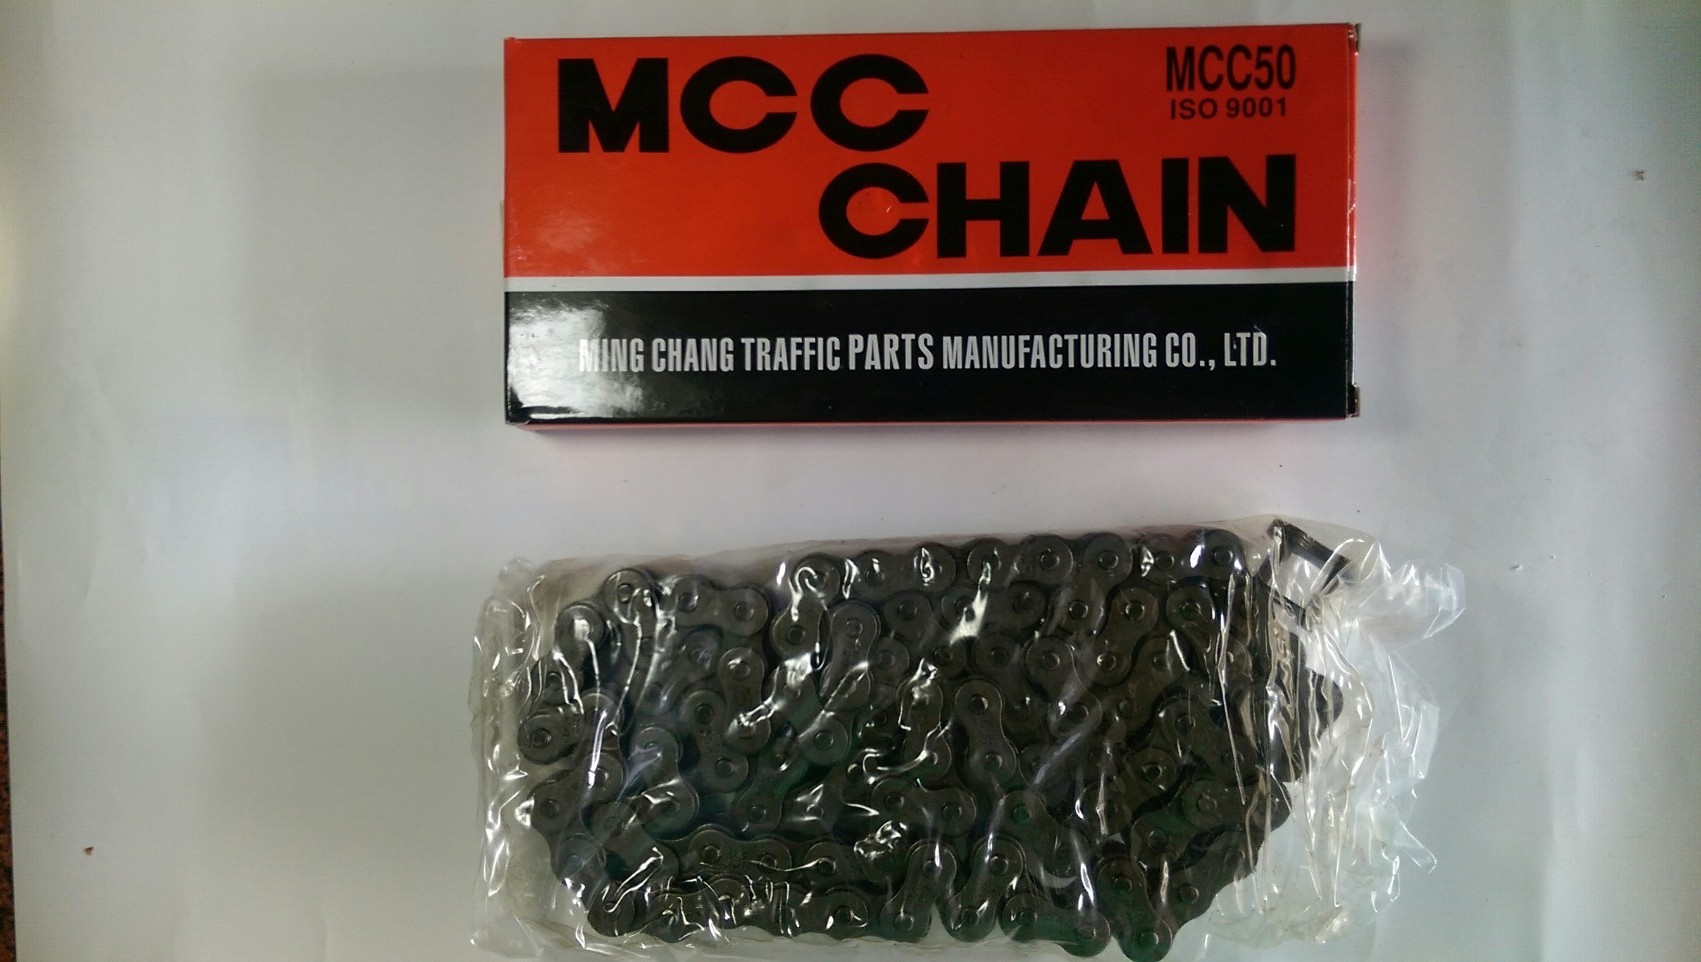 MCC
CHAIN
MCC50
ISO 9001
MING CHANG TRAFFIC PARTS MANUFACTURING CO., LTD.